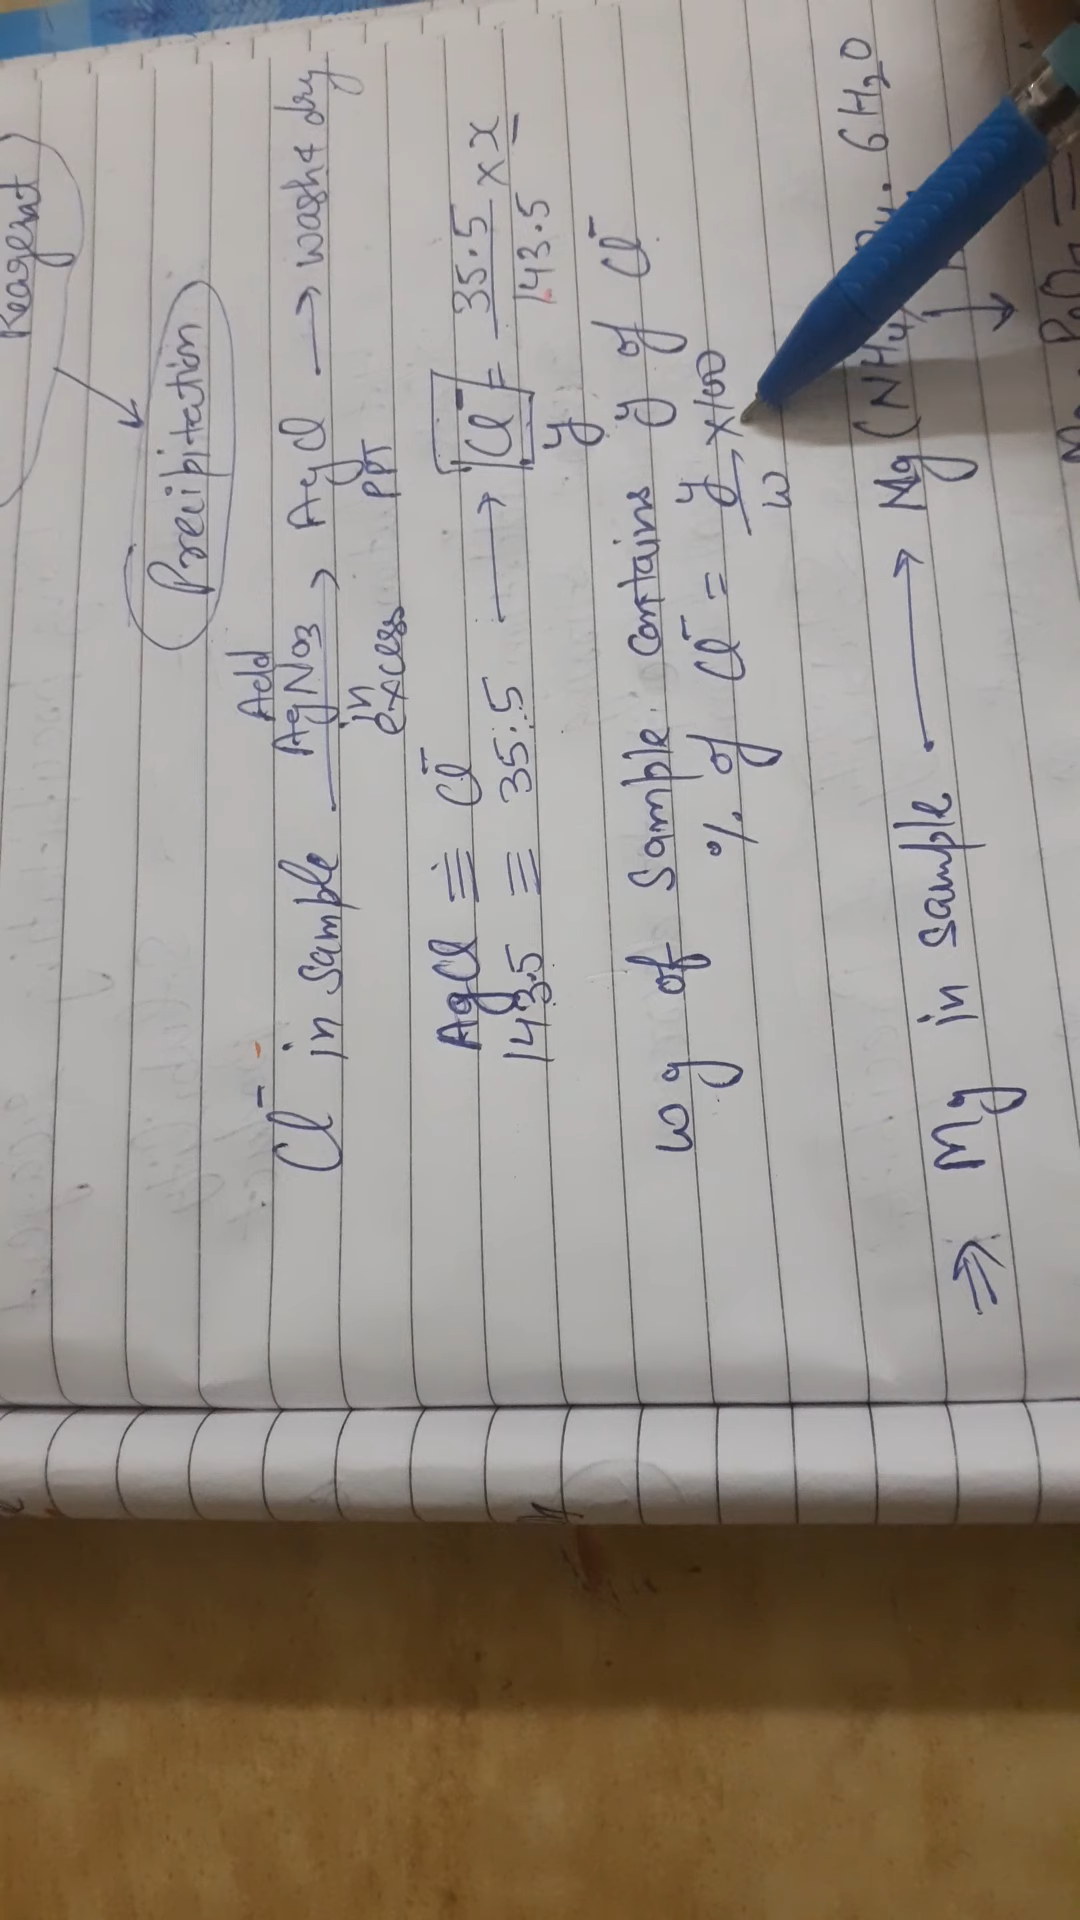 Reagent
Precipitation
Add
Cl⁻ in sample AgNO3 → AgCl → wash & dry
in excess PPT
AgCl ≡ Cl⁻
143.5 ≡ 35.5 → [Cl⁻] = 35.5/143.5 × x
y
w g of sample contains y of Cl⁻
% of Cl⁻ = y/w × 100
⇒ Mg in sample → Mg (NH4) . 6H2O